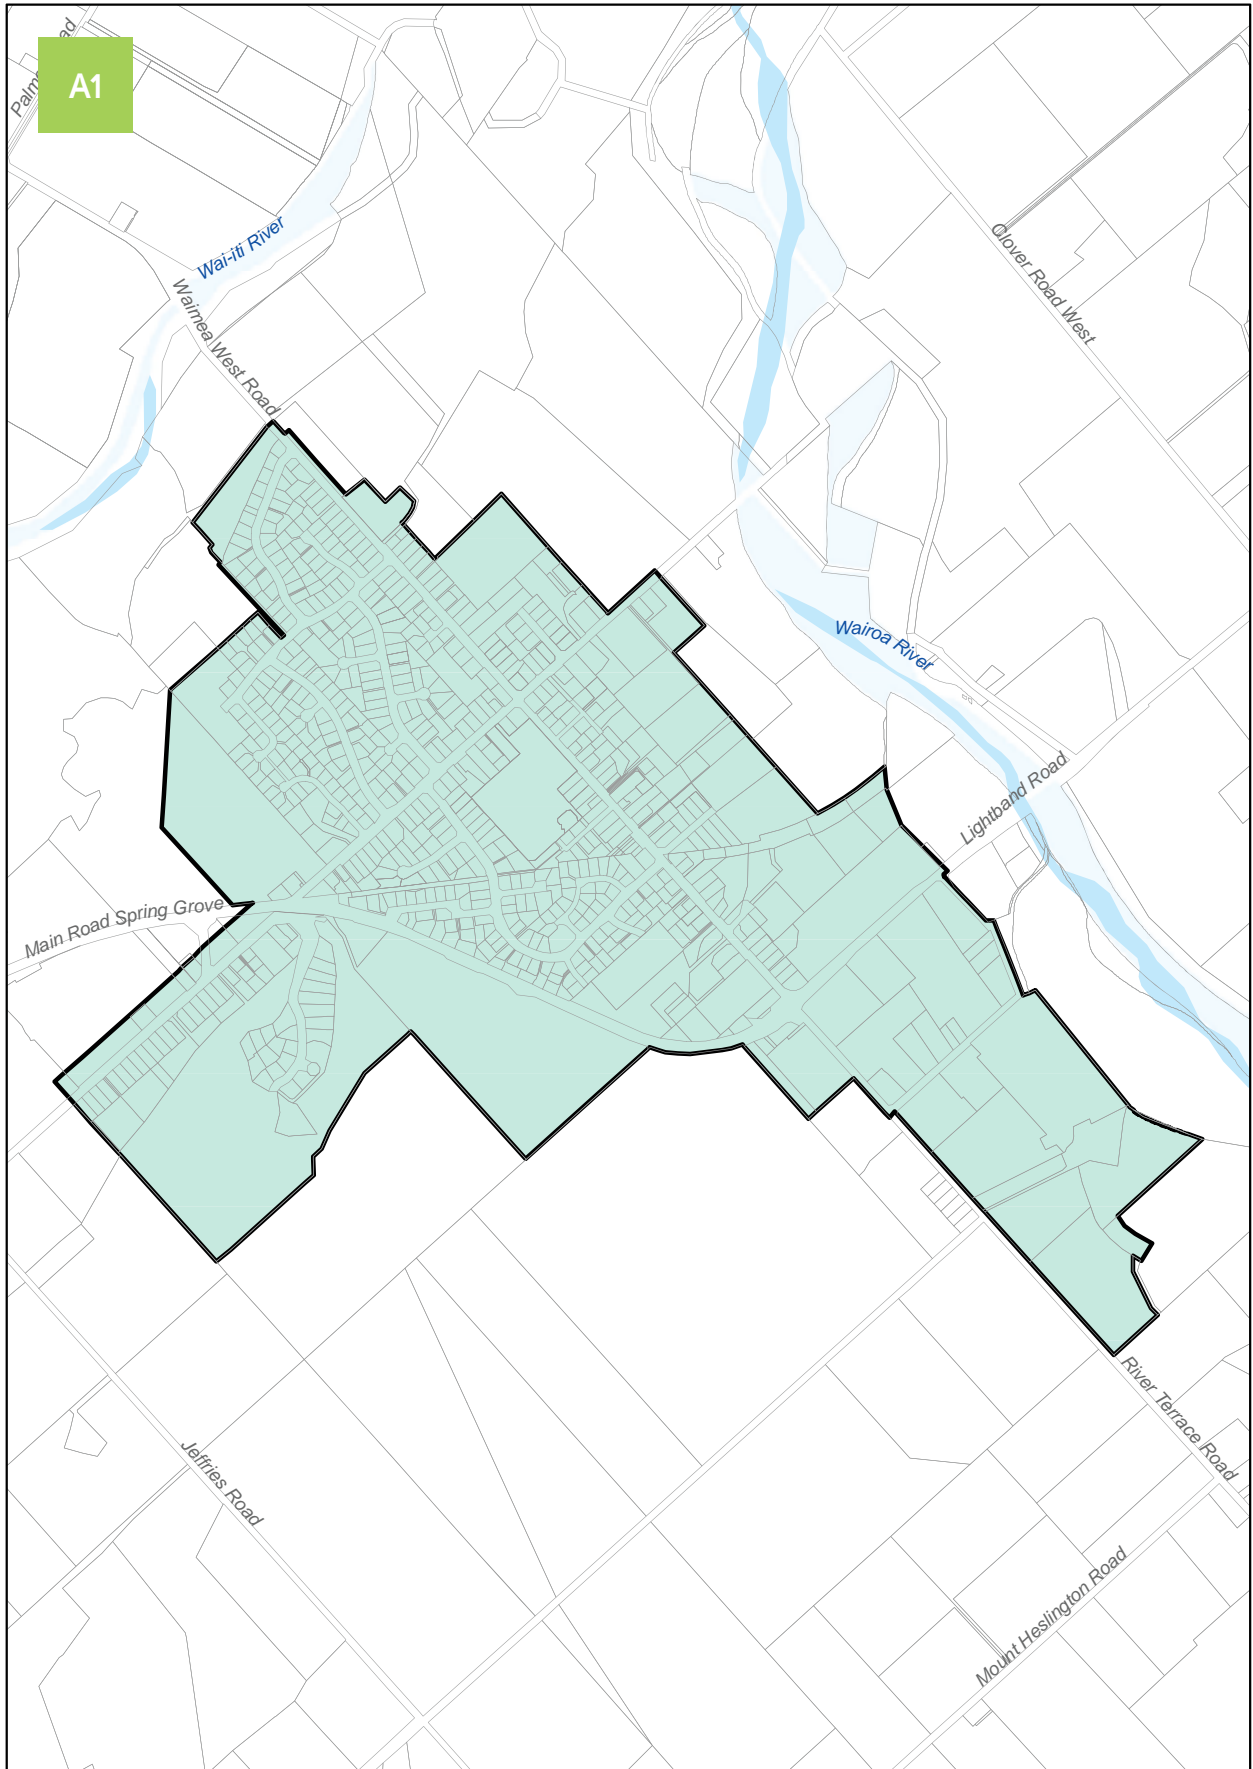 A1
Wai-iti River
Waimea West Road
Clover Road West
Wairoa River
Lightband Road
Main Road Spring Grove
River Terrace Road
Jeffries Road
Mount Heslington Road